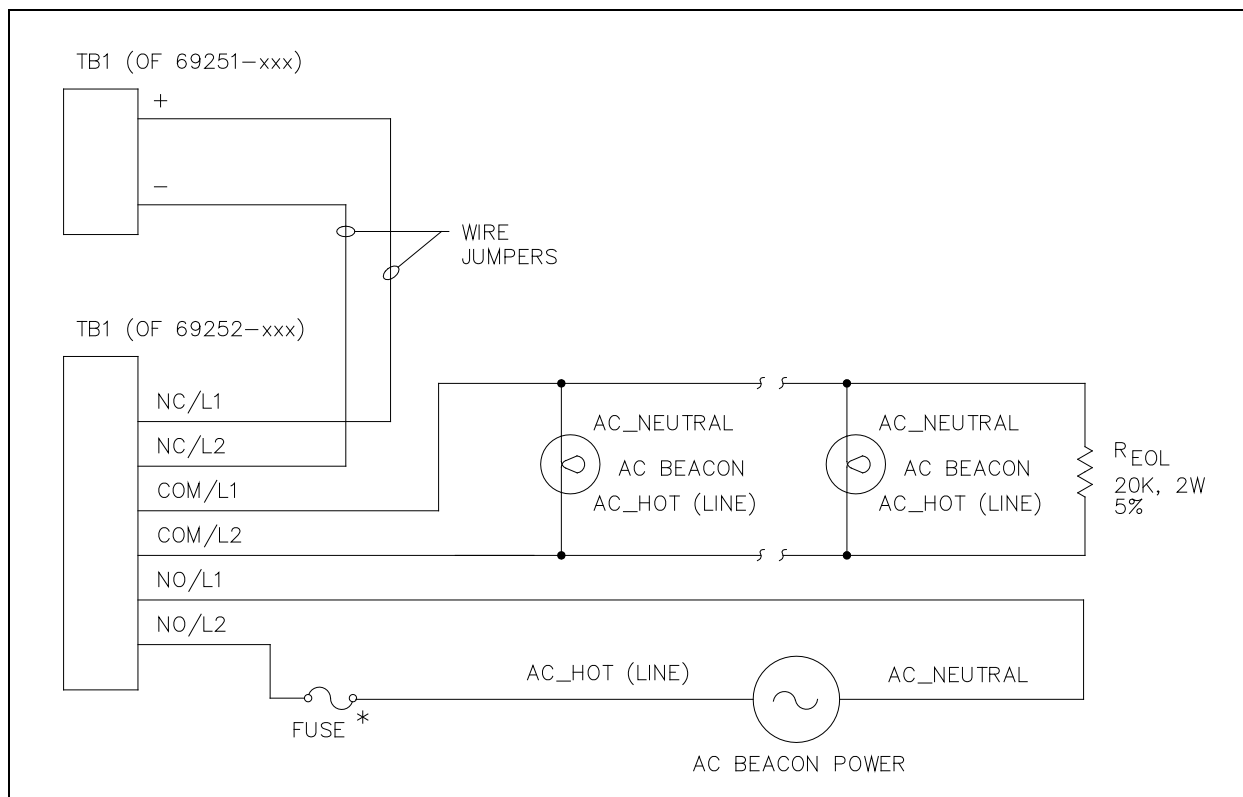 TB1 (OF 69251-xxx)
+
-
WIRE
JUMPERS
TB1 (OF 69252-xxx)
NC/L1
NC/L2
COM/L1
COM/L2
NO/L1
NO/L2
AC_NEUTRAL
AC BEACON
AC_HOT (LINE)
AC_NEUTRAL
AC BEACON
AC_HOT (LINE)
REOL
20K, 2W
5%
AC_HOT (LINE)
AC_NEUTRAL
FUSE *
AC BEACON POWER